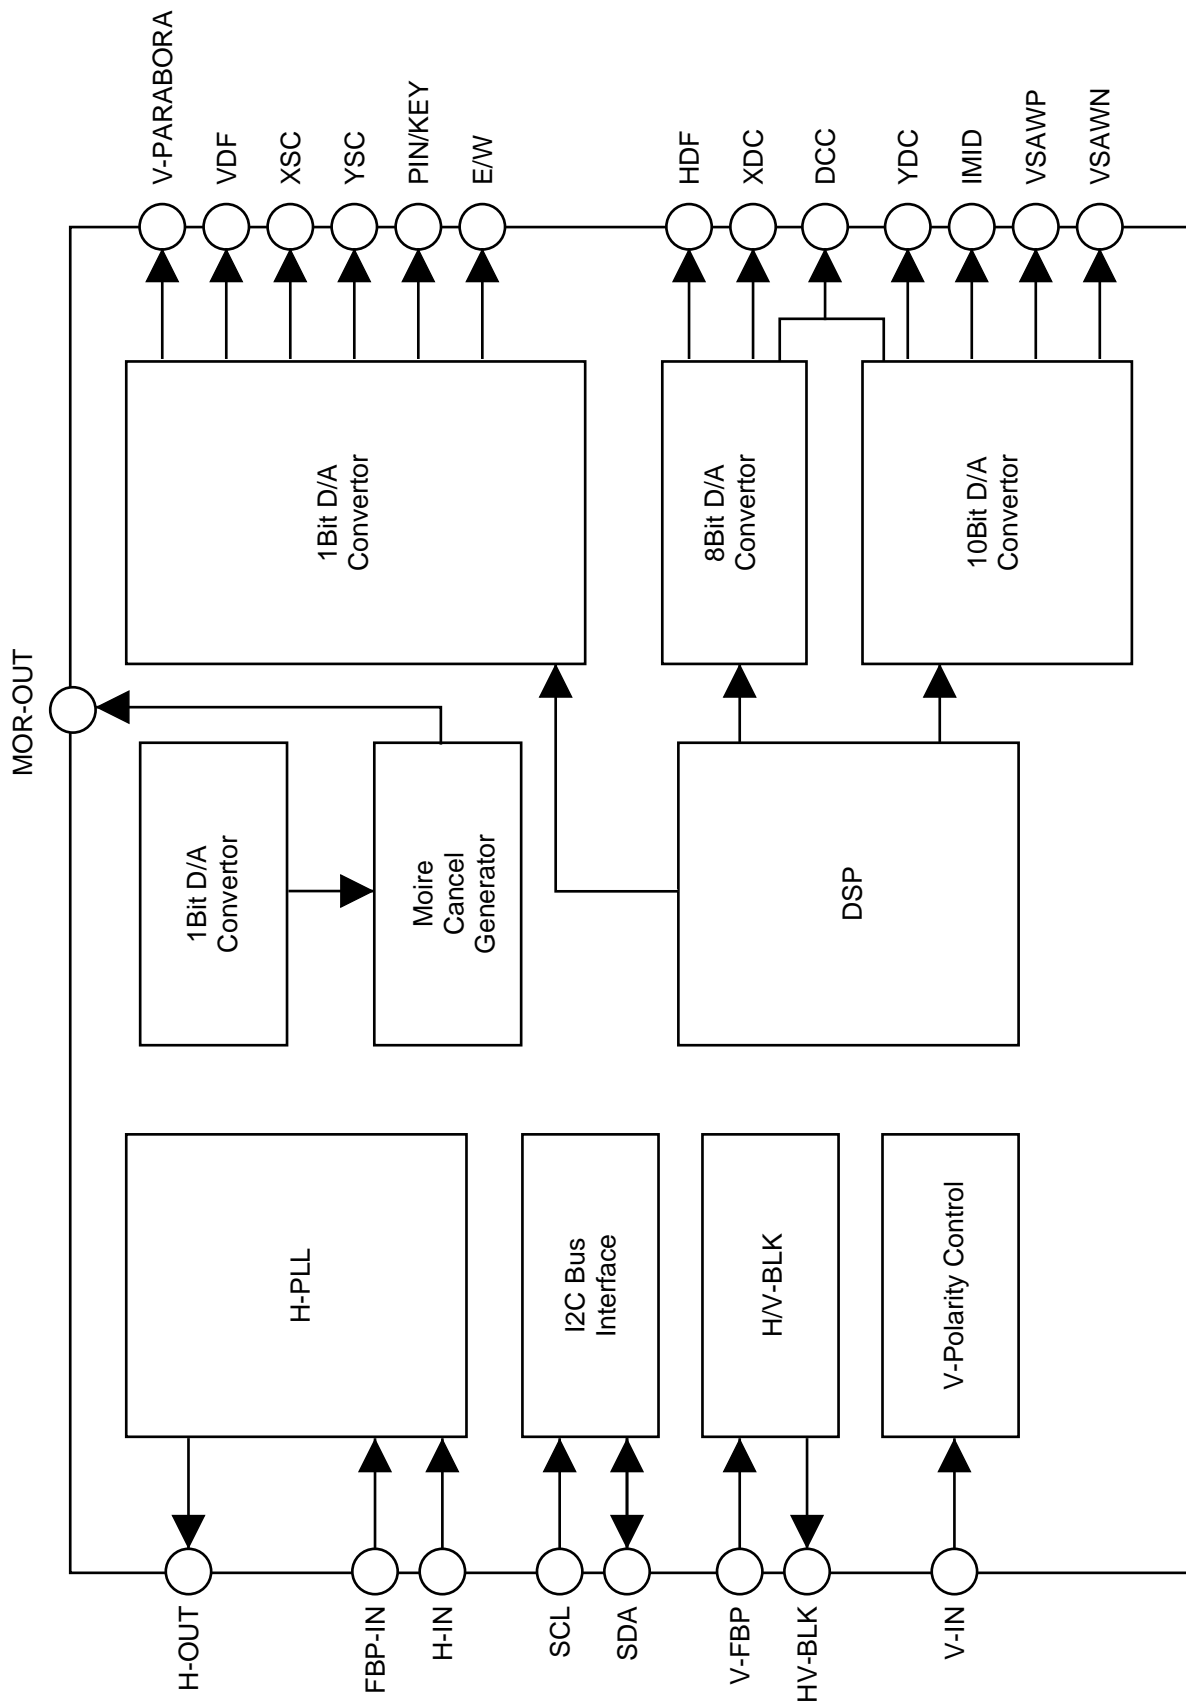 MOR-OUT
H-OUT
FBP-IN
H-IN
SCL
SDA
V-FBP
HV-BLK
V-IN
H-PLL
I2C Bus
Interface
H/V-BLK
V-Polarity Control
1Bit D/A
Convertor
Moire
Cancel
Generator
DSP
1Bit D/A
Convertor
8Bit D/A
Convertor
10Bit D/A
Convertor
V-PARABORA
VDF
XSC
YSC
PIN/KEY
E/W
HDF
XDC
DCC
YDC
IMID
VSAWP
VSAWN